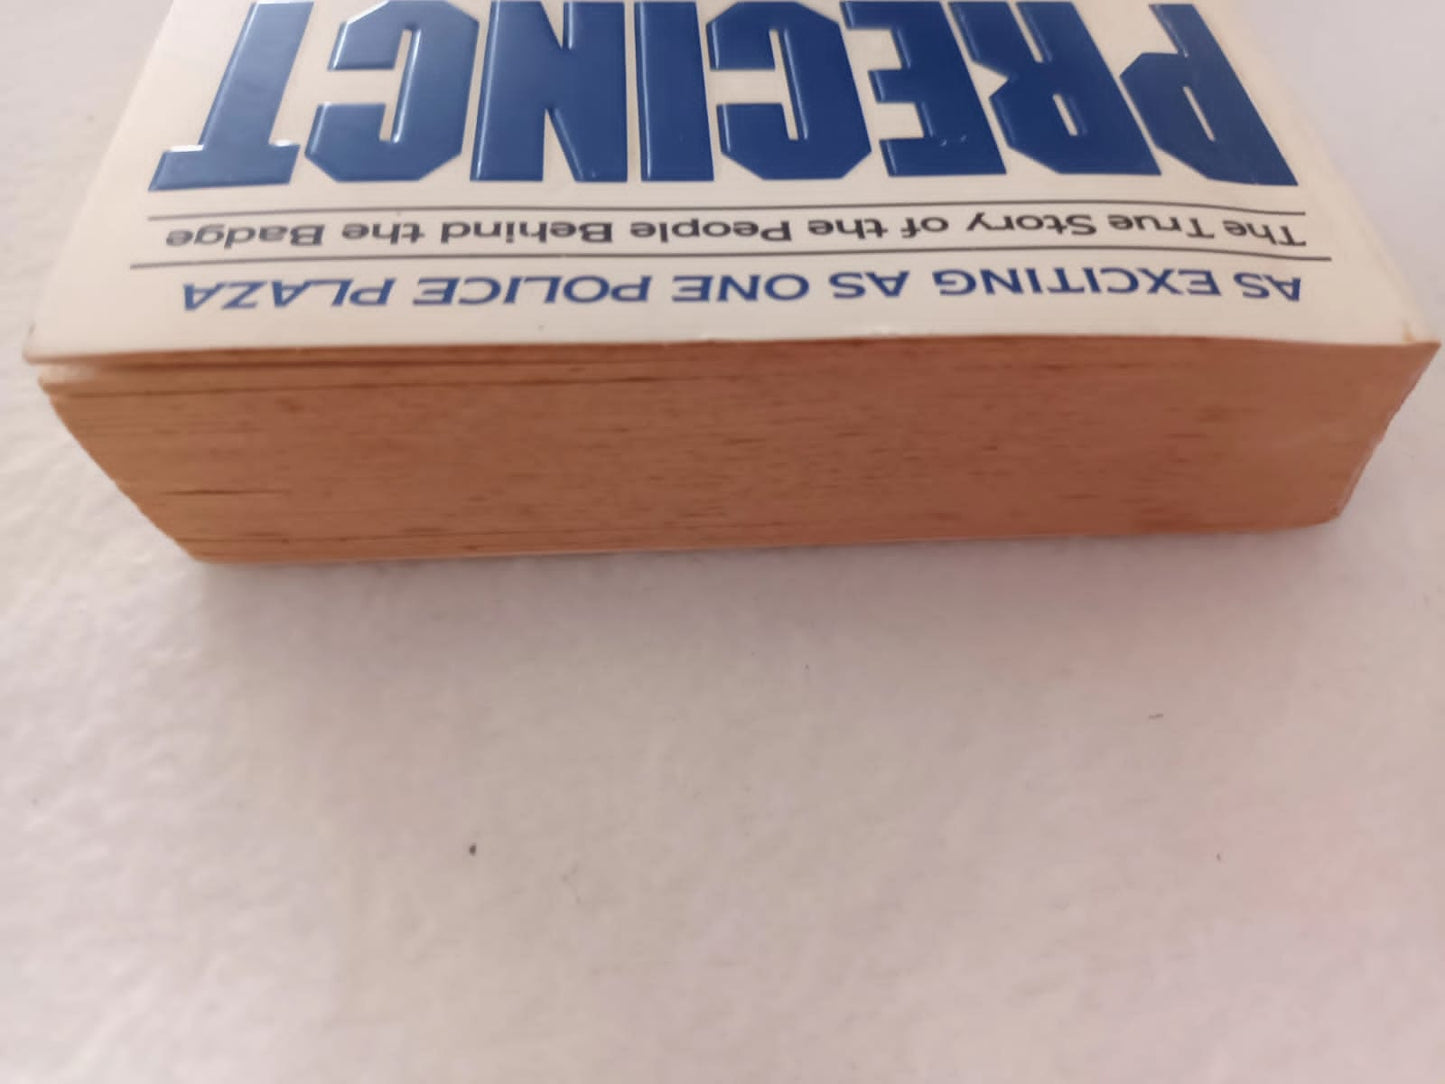 AS EXCITING AS ONE POLICE PLAZA
The True Story of the People Behind the Badge
PRECINCT